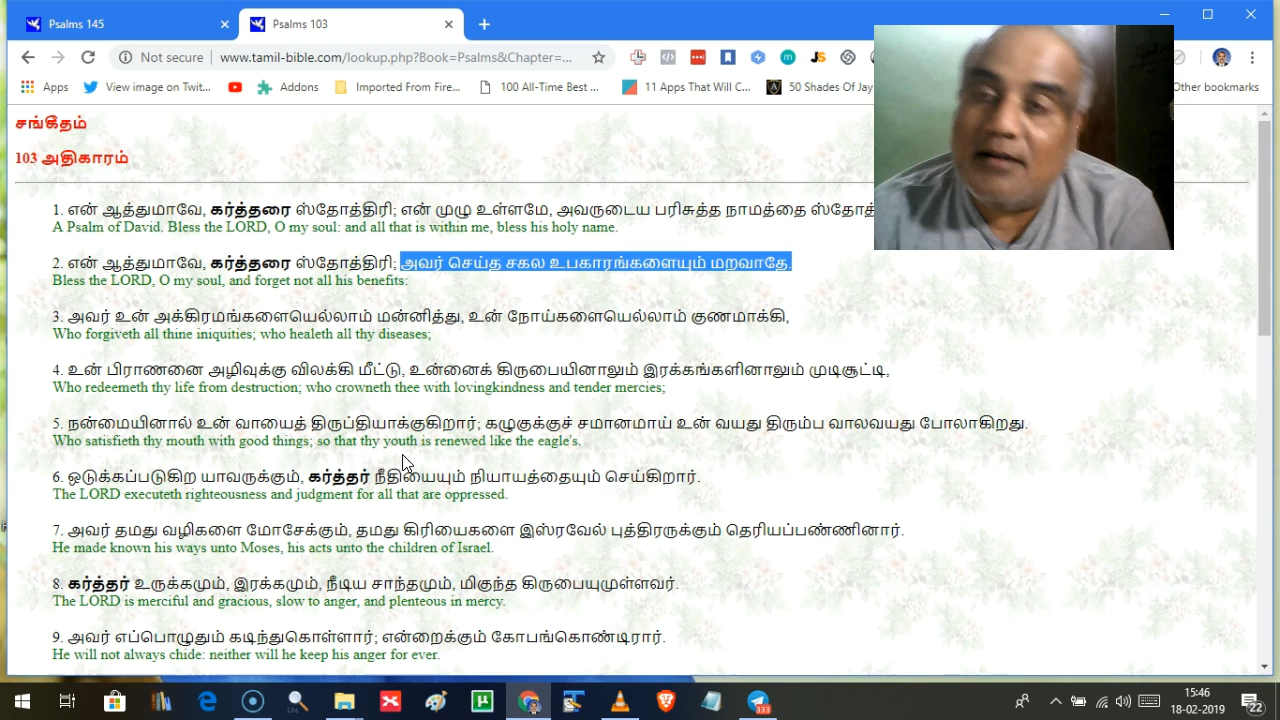 Psalms 145
Psalms 103
Not secure
www.tamil-bible.com/lookup.php?Book=Psalms&Chapter=...
Apps
View image on Twit...
Addons
Imported From Fire...
100 All-Time Best ...
11 Apps That Will C...
50 Shades Of Jay
Other bookmarks
சங்கீதம்
103 அதிகாரம்
1. என் ஆத்துமாவே, கர்த்தரை ஸ்தோத்திரி; என் முழு உள்ளமே, அவருடைய பரிசுத்த நாமத்தை ஸ்தோத்
A Psalm of David. Bless the LORD, O my soul: and all that is within me, bless his holy name.
2. என் ஆத்துமாவே, கர்த்தரை ஸ்தோத்திரி; அவர் செய்த சகல உபகாரங்களையும் மறவாதே.
Bless the LORD, O my soul, and forget not all his benefits:
3. அவர் உன் அக்கிரமங்களையெல்லாம் மன்னித்து, உன் நோய்களையெல்லாம் குணமாக்கி,
Who forgiveth all thine iniquities; who healeth all thy diseases;
4. உன் பிராணனை அழிவுக்கு விலக்கி மீட்டு, உன்னைக் கிருபையினாலும் இரக்கங்களினாலும் முடிசூட்டி,
Who redeemeth thy life from destruction; who crowneth thee with lovingkindness and tender mercies;
5. நன்மையினால் உன் வாயைத் திருப்தியாக்குகிறார்; கழுகுக்குச் சமானமாய் உன் வயது திரும்ப வாலவயது போலாகிறது.
Who satisfieth thy mouth with good things; so that thy youth is renewed like the eagle's.
6. ஒடுக்கப்படுகிற யாவருக்கும், கர்த்தர் நீதியையும் நியாயத்தையும் செய்கிறார்.
The LORD executeth righteousness and judgment for all that are oppressed.
7. அவர் தமது வழிகளை மோசேக்கும், தமது கிரியைகளை இஸ்ரவேல் புத்திரருக்கும் தெரியப்பண்ணினார்.
He made known his ways unto Moses, his acts unto the children of Israel.
8. கர்த்தர் உருக்கமும், இரக்கமும், நீடிய சாந்தமும், மிகுந்த கிருபையுமுள்ளவர்.
The LORD is merciful and gracious, slow to anger, and plenteous in mercy.
9. அவர் எப்பொழுதும் கடிந்துகொள்ளார்; என்றைக்கும் கோபங்கொண்டிரார்.
He will not always chide: neither will he keep his anger for ever.
333
15:46
18-02-2019
22